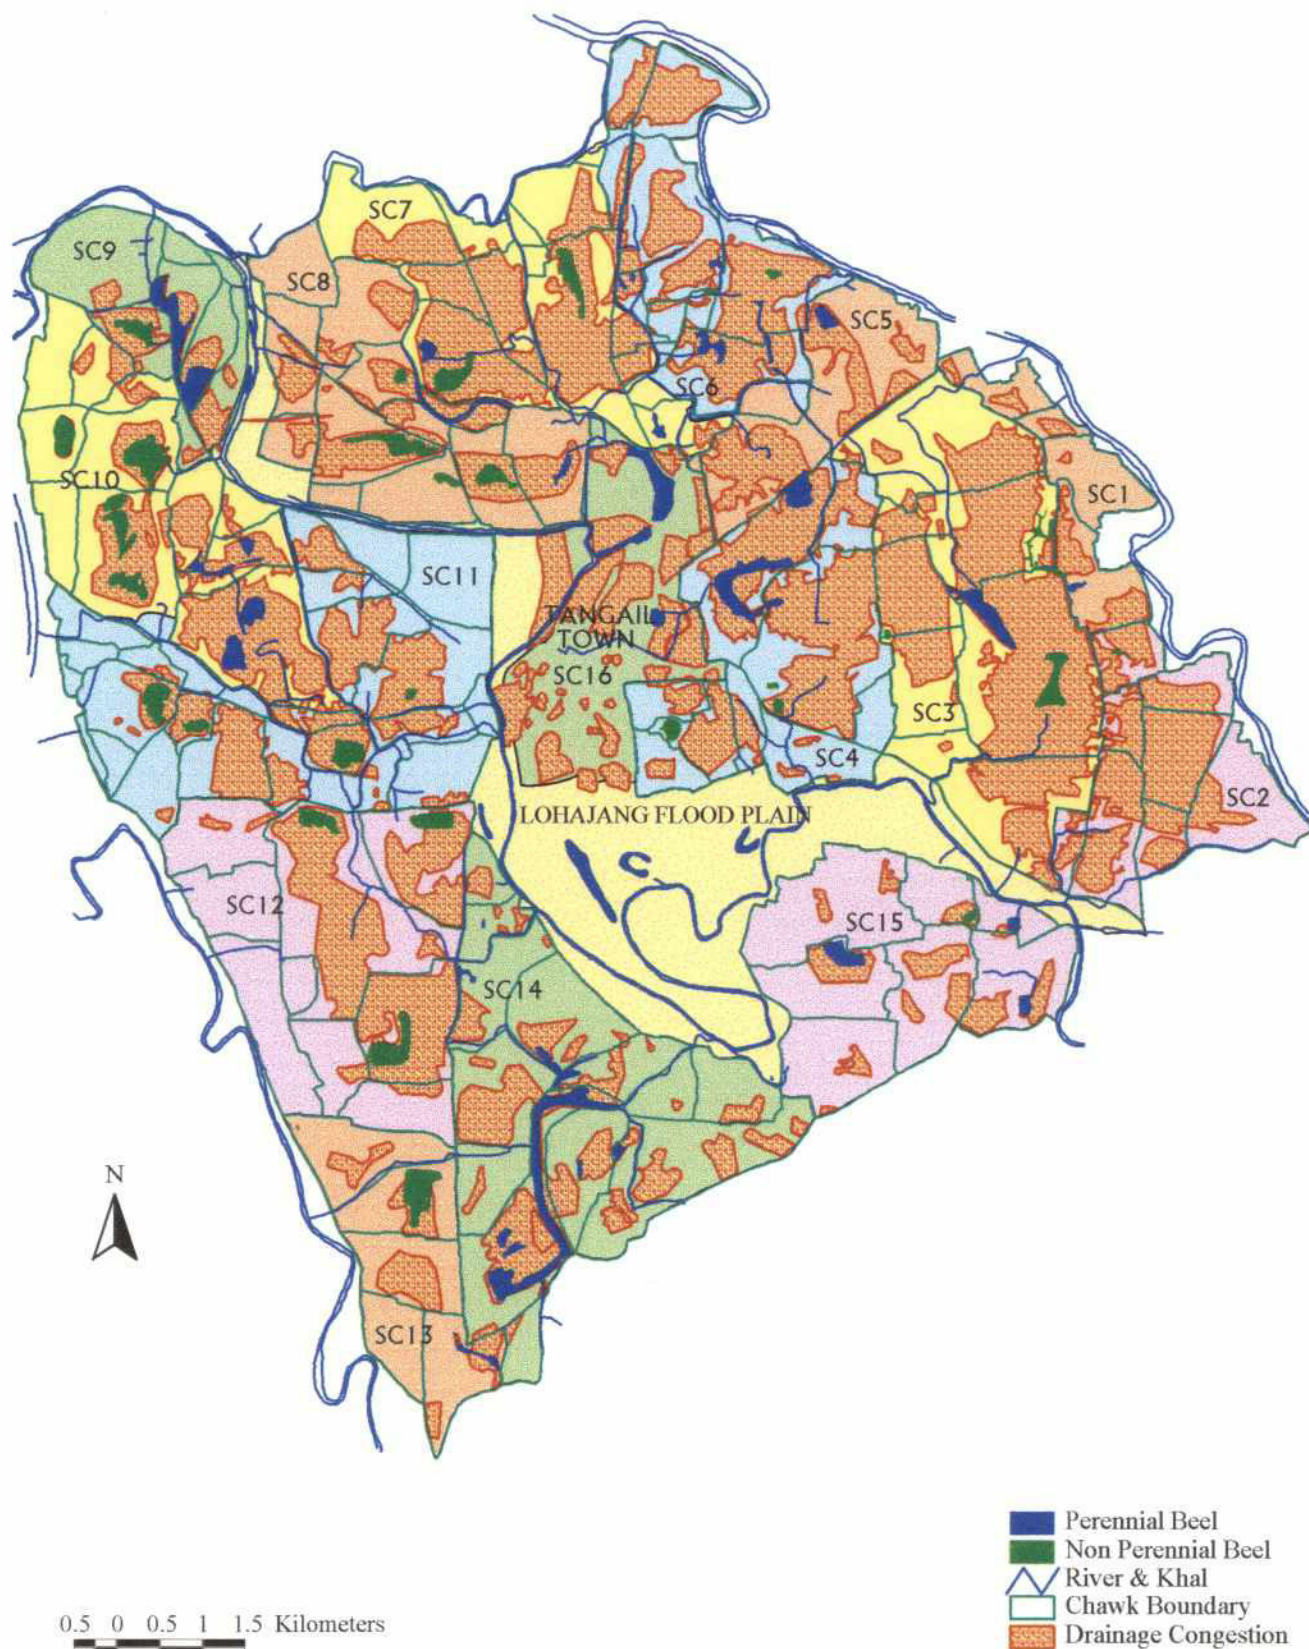 SC7
SC9
SC8
SC5
SC6
SC10
SC1
SC11
TANGAIL
TOWN
SC16
SC3
SC4
SC2
LOHAJANG FLOOD PLAIN
SC12
SC15
SC14
N
SC13
Perennial Beel
Non Perennial Beel
River & Khal
Chawk Boundary
Drainage Congestion
0.5 0 0.5 1 1.5 Kilometers